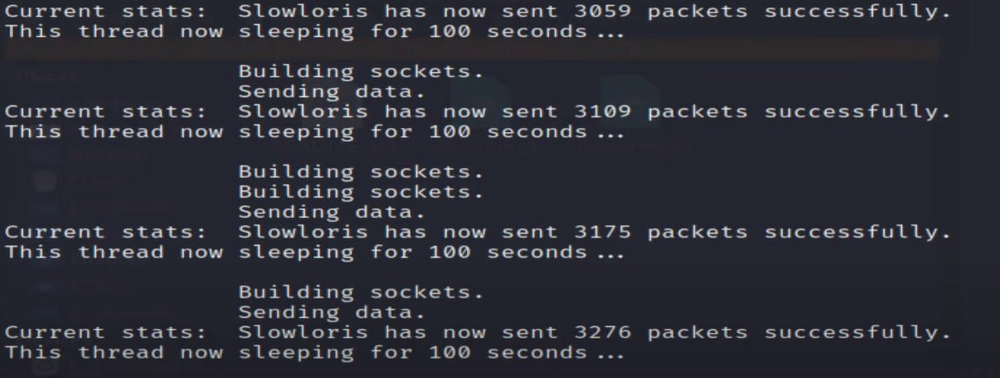 Current stats: Slowloris has now sent 3059 packets successfully.
This thread now sleeping for 100 seconds...
Building sockets.
Sending data.
Current stats: Slowloris has now sent 3109 packets successfully.
This thread now sleeping for 100 seconds...
Building sockets.
Building sockets.
Sending data.
Current stats: Slowloris has now sent 3175 packets successfully.
This thread now sleeping for 100 seconds...
Building sockets.
Sending data.
Current stats: Slowloris has now sent 3276 packets successfully.
This thread now sleeping for 100 seconds...